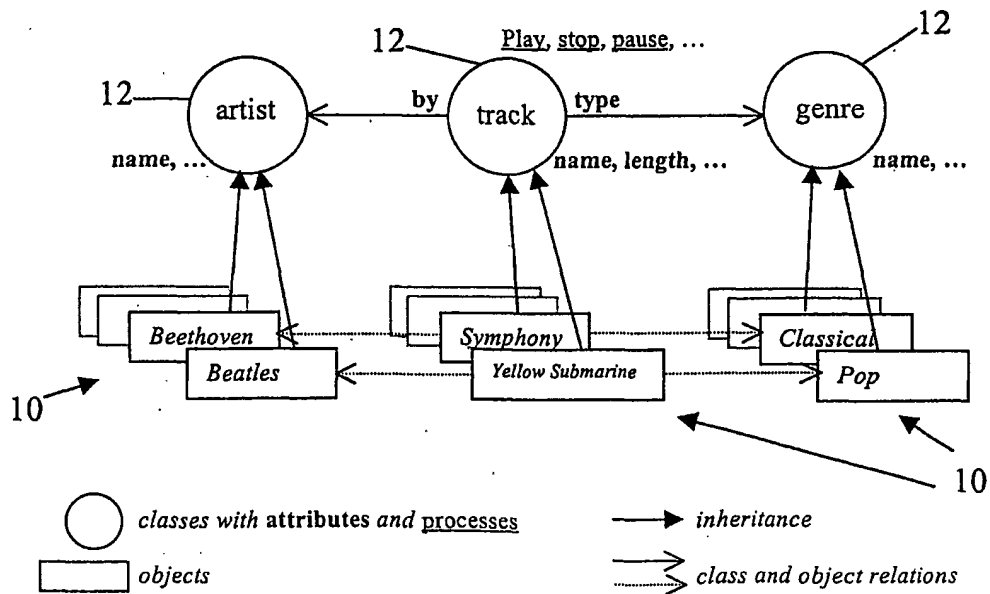 12 Play, stop, pause, ... 12
12 artist by track type genre
name, ... name, length, ... name, ...
Beethoven Symphony Classical
Beatles Yellow Submarine Pop
10 10
classes with attributes and processes inheritance
objects class and object relations